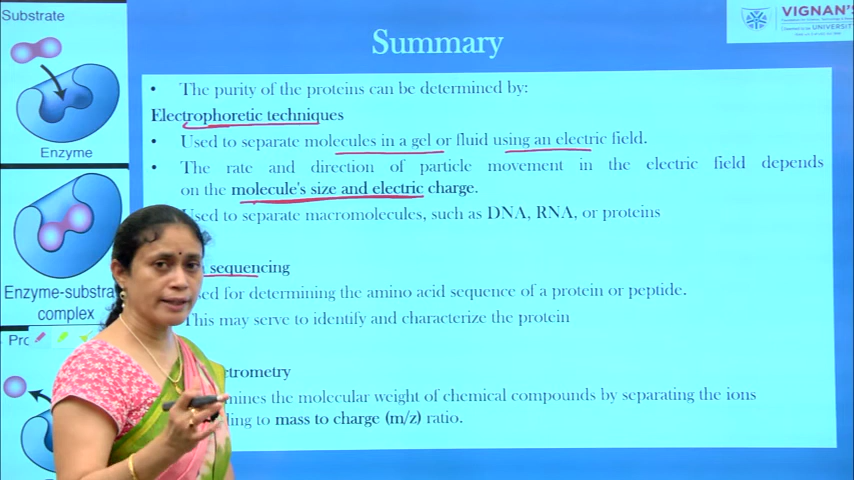 Substrate
Enzyme
Enzyme-substra
complex
Pro
VIGNAN'S
UNIVERSITY
Summary
• The purity of the proteins can be determined by:
Electrophoretic techniques
• Used to separate molecules in a gel or fluid using an electric field.
• The rate and direction of particle movement in the electric field depends
on the molecule's size and electric charge.
Used to separate macromolecules, such as DNA, RNA, or proteins
sequencing
sed for determining the amino acid sequence of a protein or peptide.
This may serve to identify and characterize the protein
ctrometry
mines the molecular weight of chemical compounds by separating the ions
ding to mass to charge (m/z) ratio.